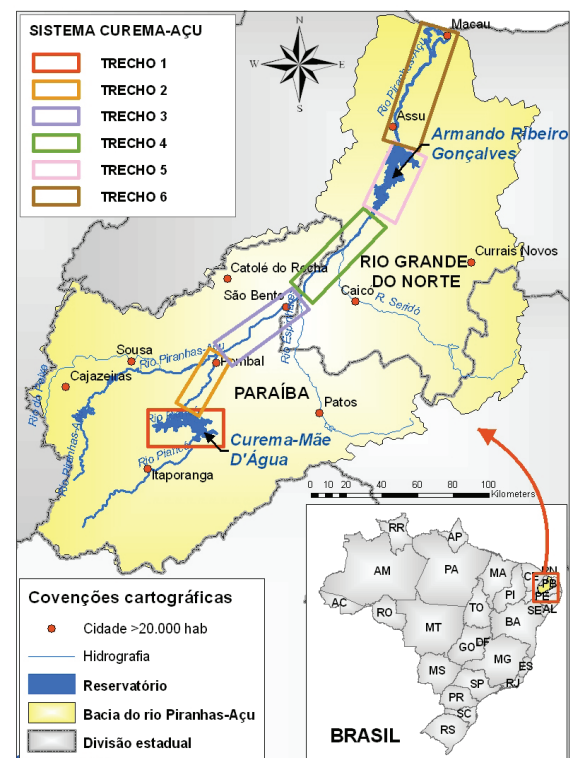 SISTEMA CUREMA-AÇU
TRECHO 1
TRECHO 2
TRECHO 3
TRECHO 4
TRECHO 5
TRECHO 6
N
W
E
S
Macau
Rio Piranhas-Açu
Assu
Armando Ribeiro
Gonçalves
RIO GRANDE
DO NORTE
Currais Novos
Catolé do Rocha
São Bento
Caicó
R. Seridó
Rio Espinharas
Sousa
Rio Piranhas-Açu
Pombal
Cajazeiras
Rio do Peixe
PARAÍBA
Patos
Rio Piancó
Curema-Mãe
D'Água
Rio Piancó
Itaporanga
Rio Piranhas-A
0 10 20 40 60 80 100
Kilometers
Covenções cartográficas
Cidade >20.000 hab
Hidrografia
Reservatório
Bacia do rio Piranhas-Açu
Divisão estadual
RR
AP
AM
PA
MA
CE
RN
PB
PE
PI
AC
RO
TO
SE
AL
MT
BA
GO
DF
MG
ES
MS
SP
RJ
PR
SC
RS
BRASIL